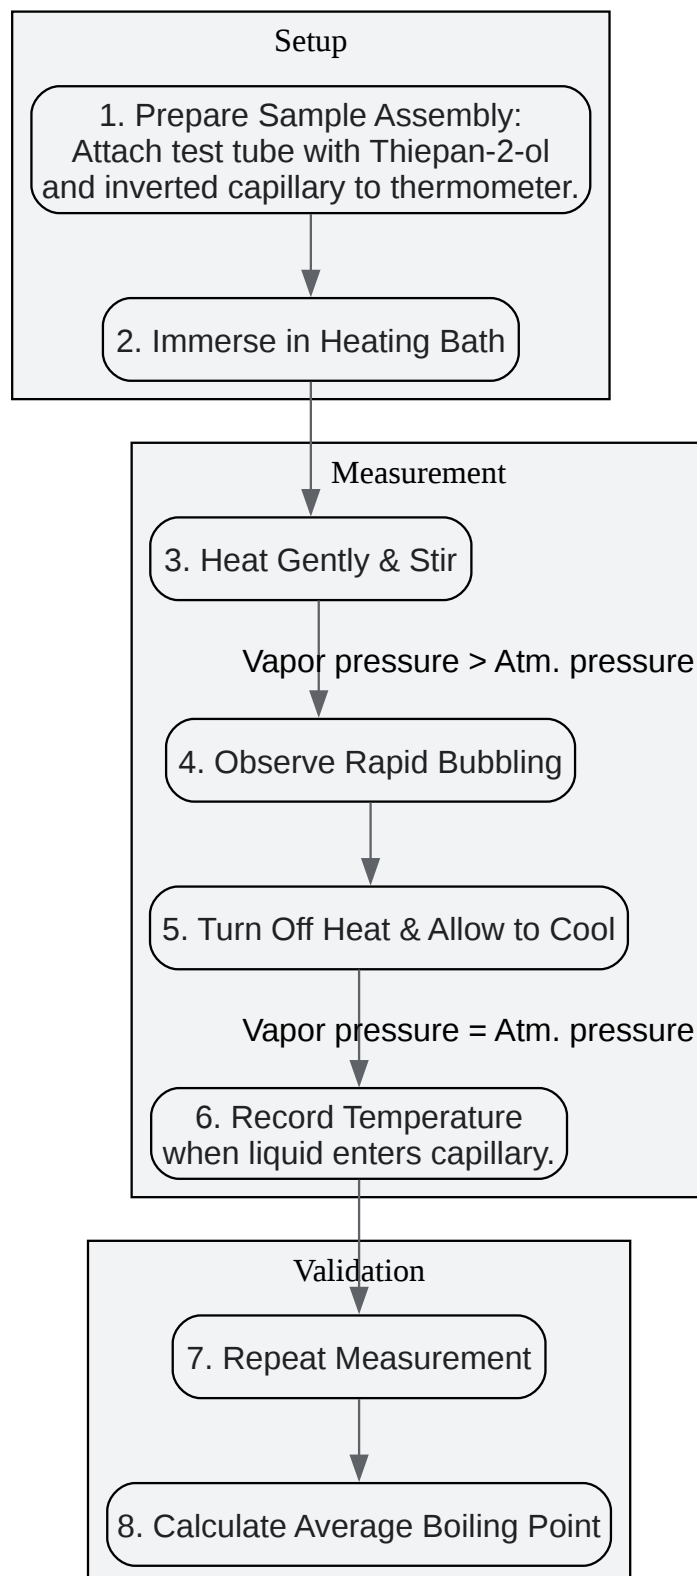 Setup
1. Prepare Sample Assembly:
Attach test tube with Thiepan-2-ol
and inverted capillary to thermometer.
2. Immerse in Heating Bath
Measurement
3. Heat Gently & Stir
Vapor pressure > Atm. pressure
4. Observe Rapid Bubbling
5. Turn Off Heat & Allow to Cool
Vapor pressure = Atm. pressure
6. Record Temperature
when liquid enters capillary.
Validation
7. Repeat Measurement
8. Calculate Average Boiling Point